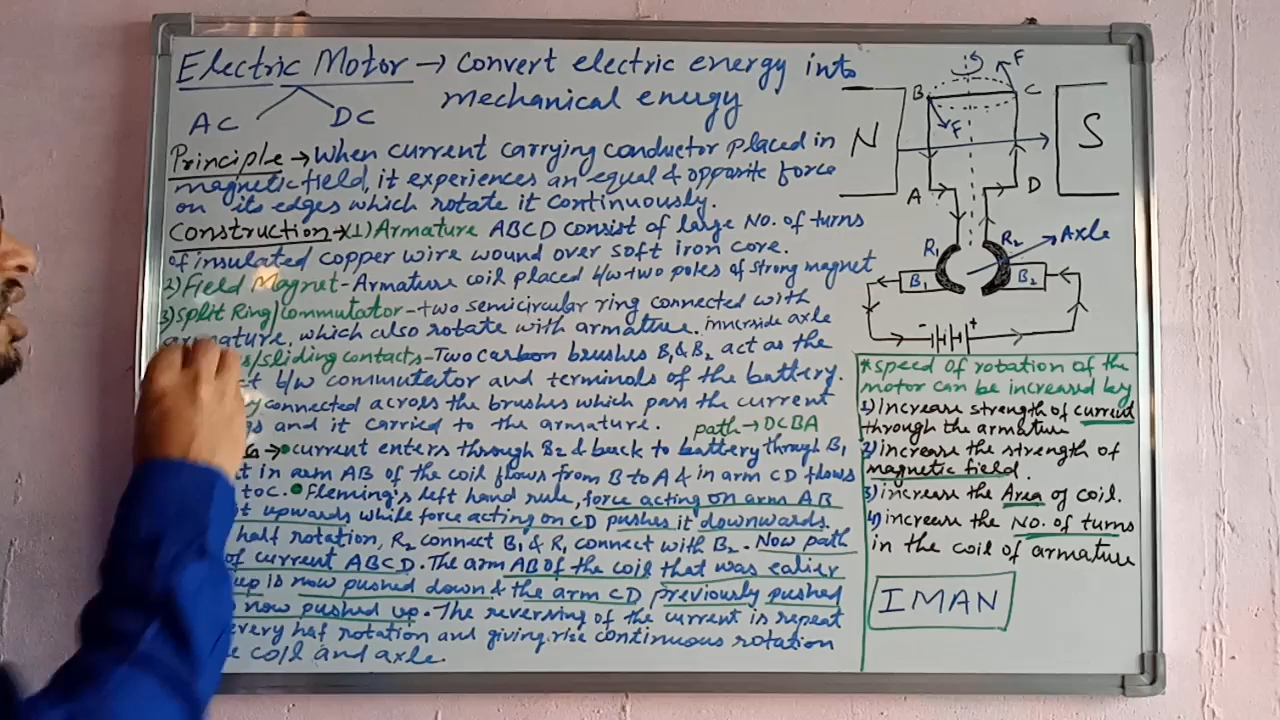 Electric Motor → Convert electric energy into
mechanical energy
AC DC
Principle → When current carrying conductor placed in
magnetic field, it experiences an equal & opposite force
on its edges which rotate it continuously.
Construction → 1) Armature ABCD consist of large No. of turns
of insulated copper wire wound over soft iron core.
2) Field Magnet - Armature coil placed b/w two poles of strong magnet
3) Split Ring/Commutator - two semicircular ring connected with
armature, which also rotate with armature. innerside axle
s/sliding contacts - Two carbon brushes B1 & B2 act as the
t b/w commutator and terminals of the battery.
y connected across the brushes which pass the current
s and it carried to the armature. path → DCBA
→ • current enters through B2 & back to battery through B1
t in arm AB of the coil flows from B to A & in arm CD flows
to C. • Fleming's left hand rule, force acting on arm AB
t upwards while force acting on CD pushes it downwards.
half rotation, R2 connect B1 & R1 connect with B2. Now path
of current ABCD. The arm AB of the coil that was ealier
up is now pushed down & the arm CD previously pushed
now pushed up. The reversing of the current is repeat
every half rotation and giving rise continuous rotation
e coil and axle.
N
S
B
C
F
F
A
D
R1
R2
Axle
B1
B2
- +
*Speed of rotation of the
motor can be increased by
1) increase strength of current
through the armature
2) increase the strength of
magnetic field.
3) increase the Area of coil.
4) increase the No. of turns
in the coil of armature
IMAN